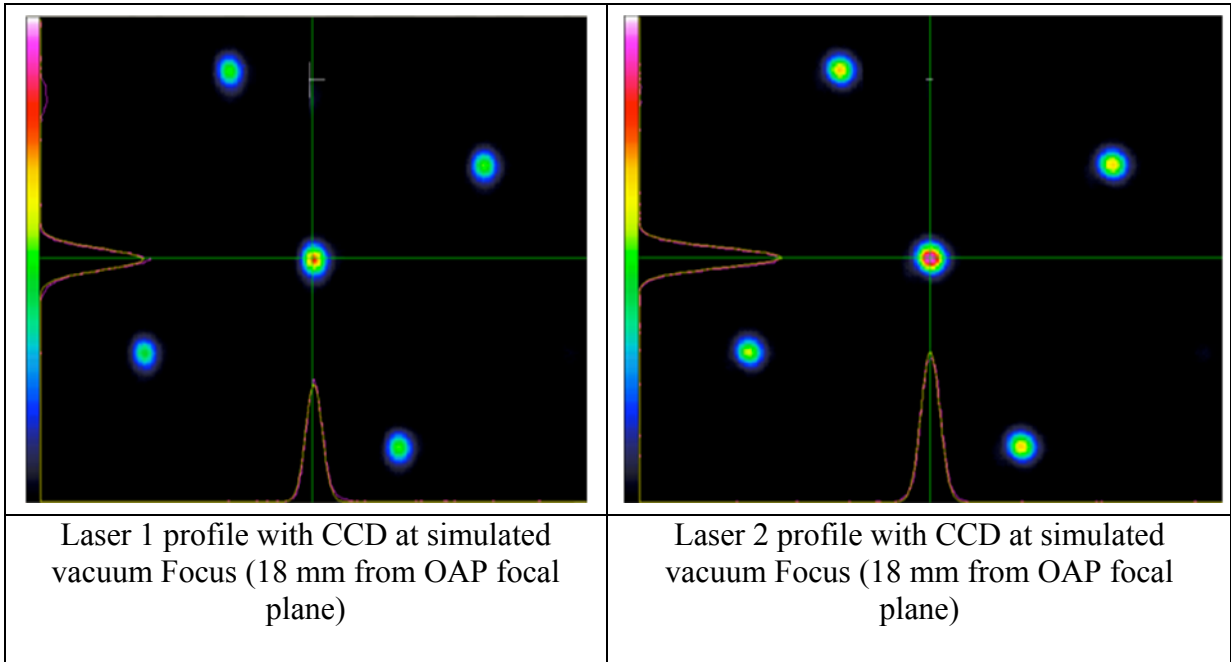 Laser 1 profile with CCD at simulated
vacuum Focus (18 mm from OAP focal
plane)
Laser 2 profile with CCD at simulated
vacuum Focus (18 mm from OAP focal
plane)